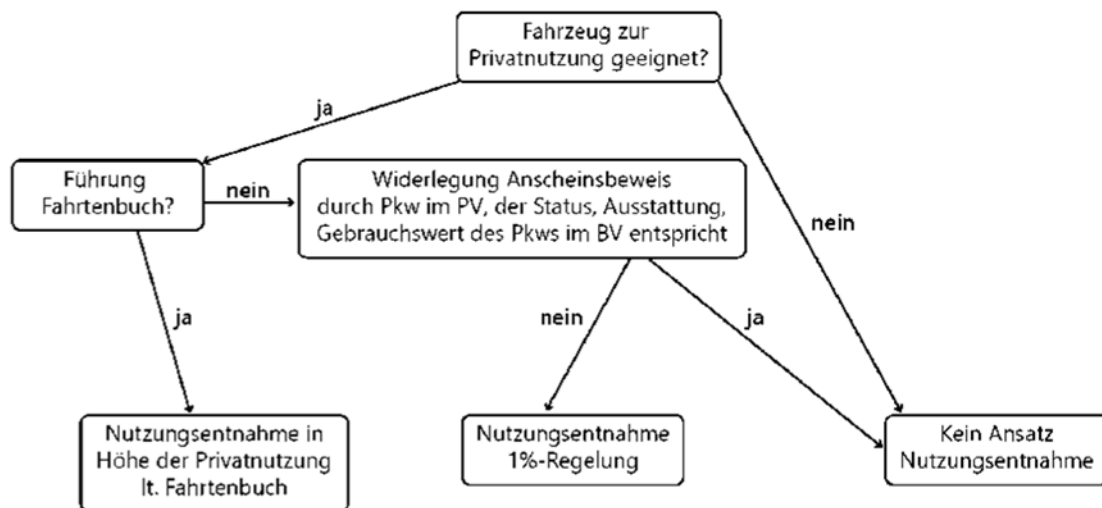 Fahrzeug zur
Privatnutzung geeignet?
ja
nein
Führung
Fahrtenbuch?
nein
Widerlegung Anscheinsbeweis
durch Pkw im PV, der Status, Ausstattung,
Gebrauchswert des Pkws im BV entspricht
ja
nein
ja
Nutzungsentnahme in
Höhe der Privatnutzung
lt. Fahrtenbuch
Nutzungsentnahme
1%-Regelung
Kein Ansatz
Nutzungsentnahme